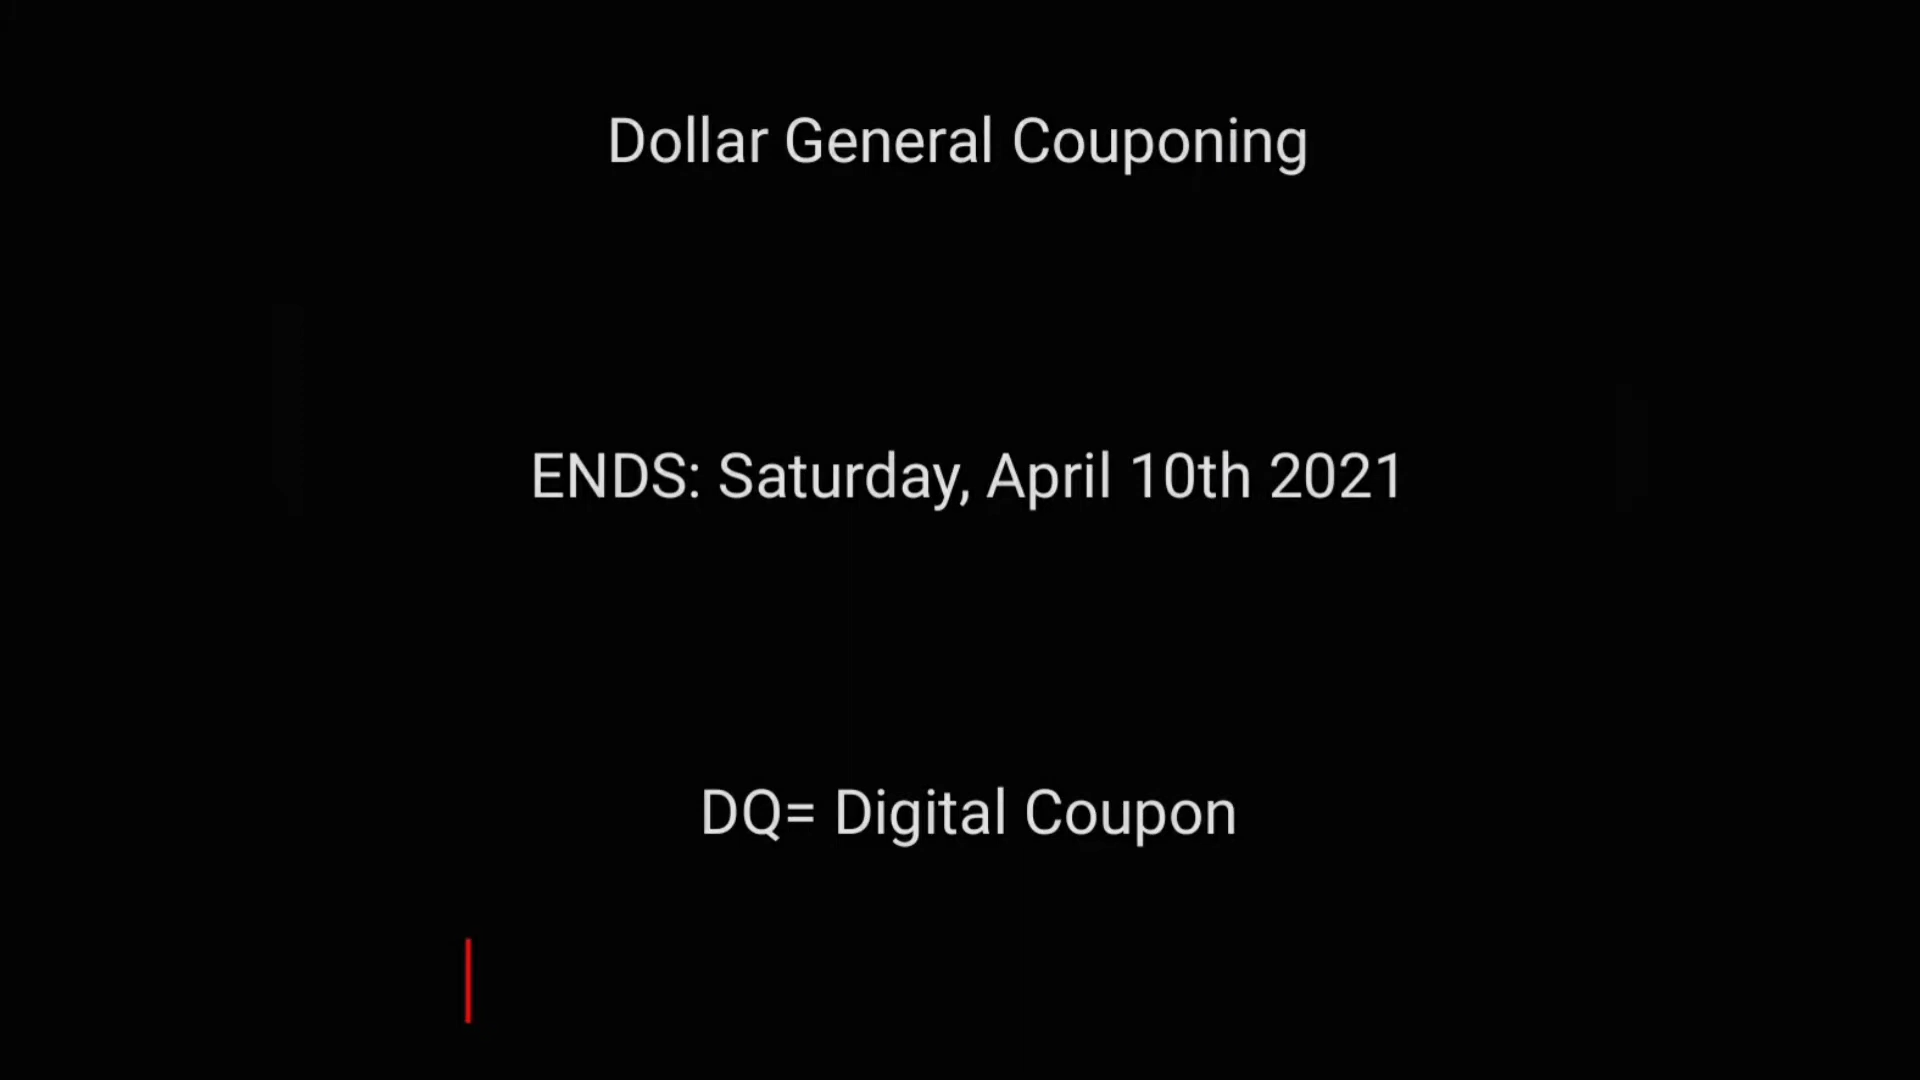 Dollar General Couponing
ENDS: Saturday, April 10th 2021
DQ= Digital Coupon